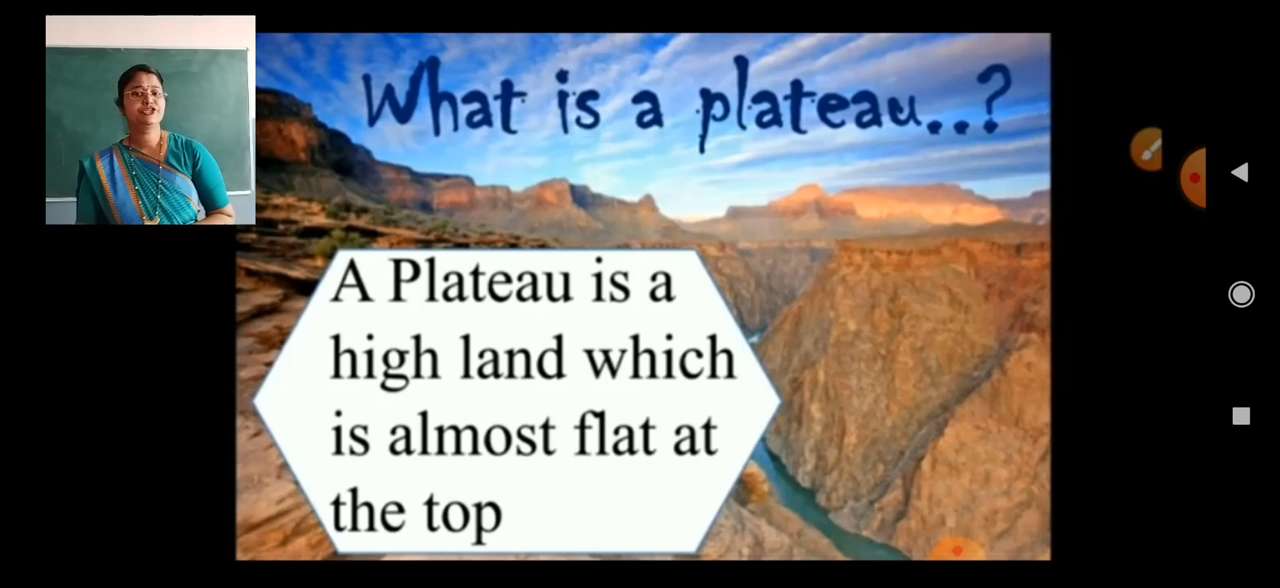 What is a plateau..?
A Plateau is a
high land which
is almost flat at
the top